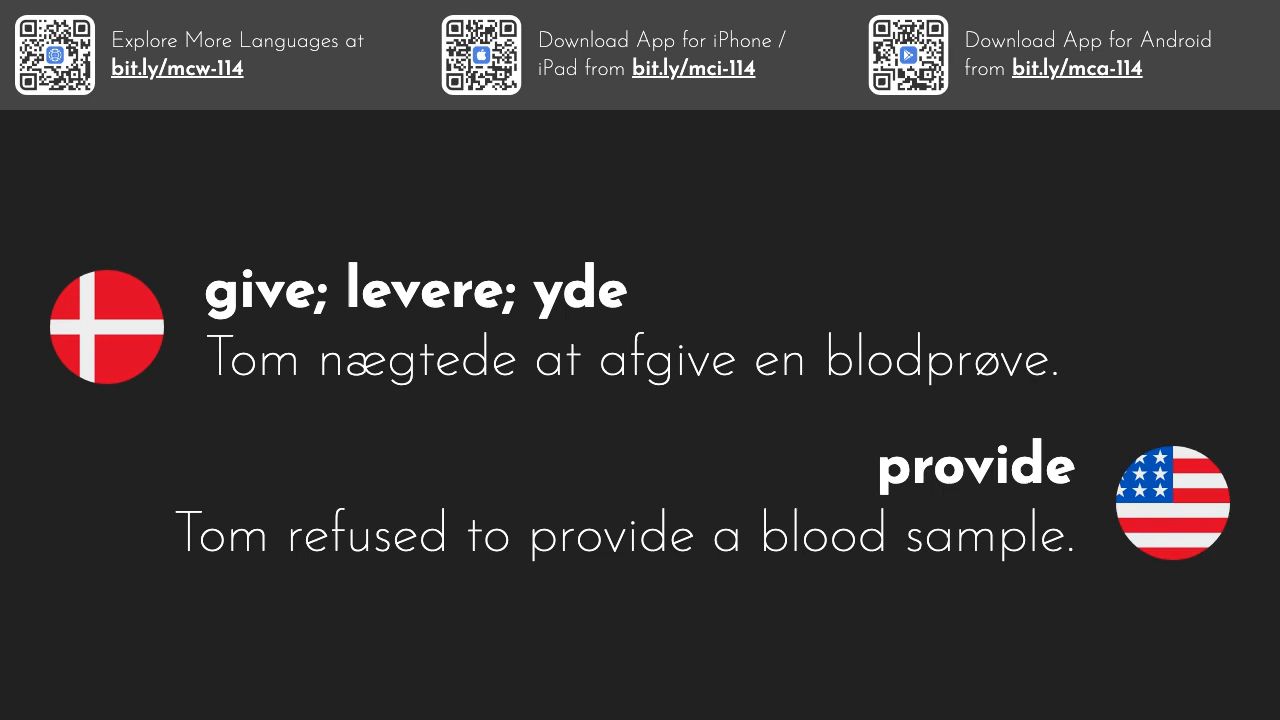 Explore More Languages at
bit.ly/mcw-114
Download App for iPhone /
iPad from bit.ly/mci-114
Download App for Android
from bit.ly/mca-114
give; levere; yde
Tom nægtede at afgive en blodprøve.
provide
Tom refused to provide a blood sample.